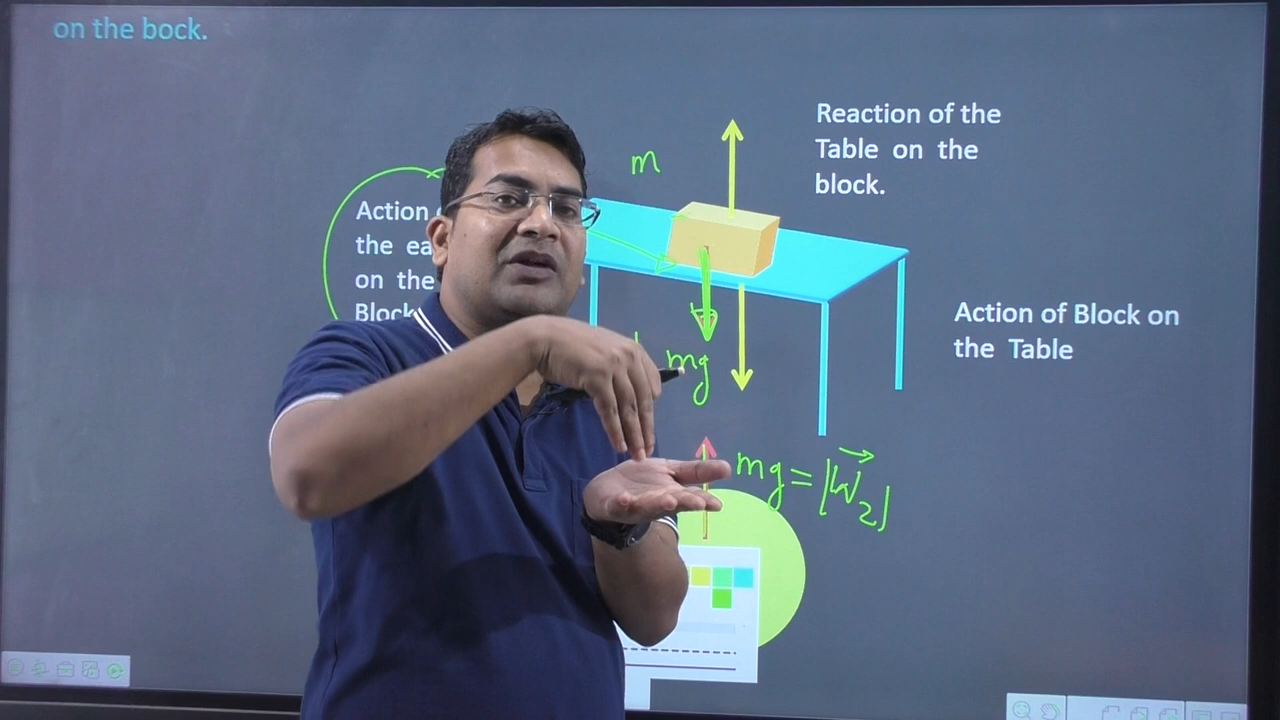 on the bock.
Reaction of the
Table on the
block.
m
Action
the ea
on the
Block
Action of Block on
the Table
mg
mg = |W₂|